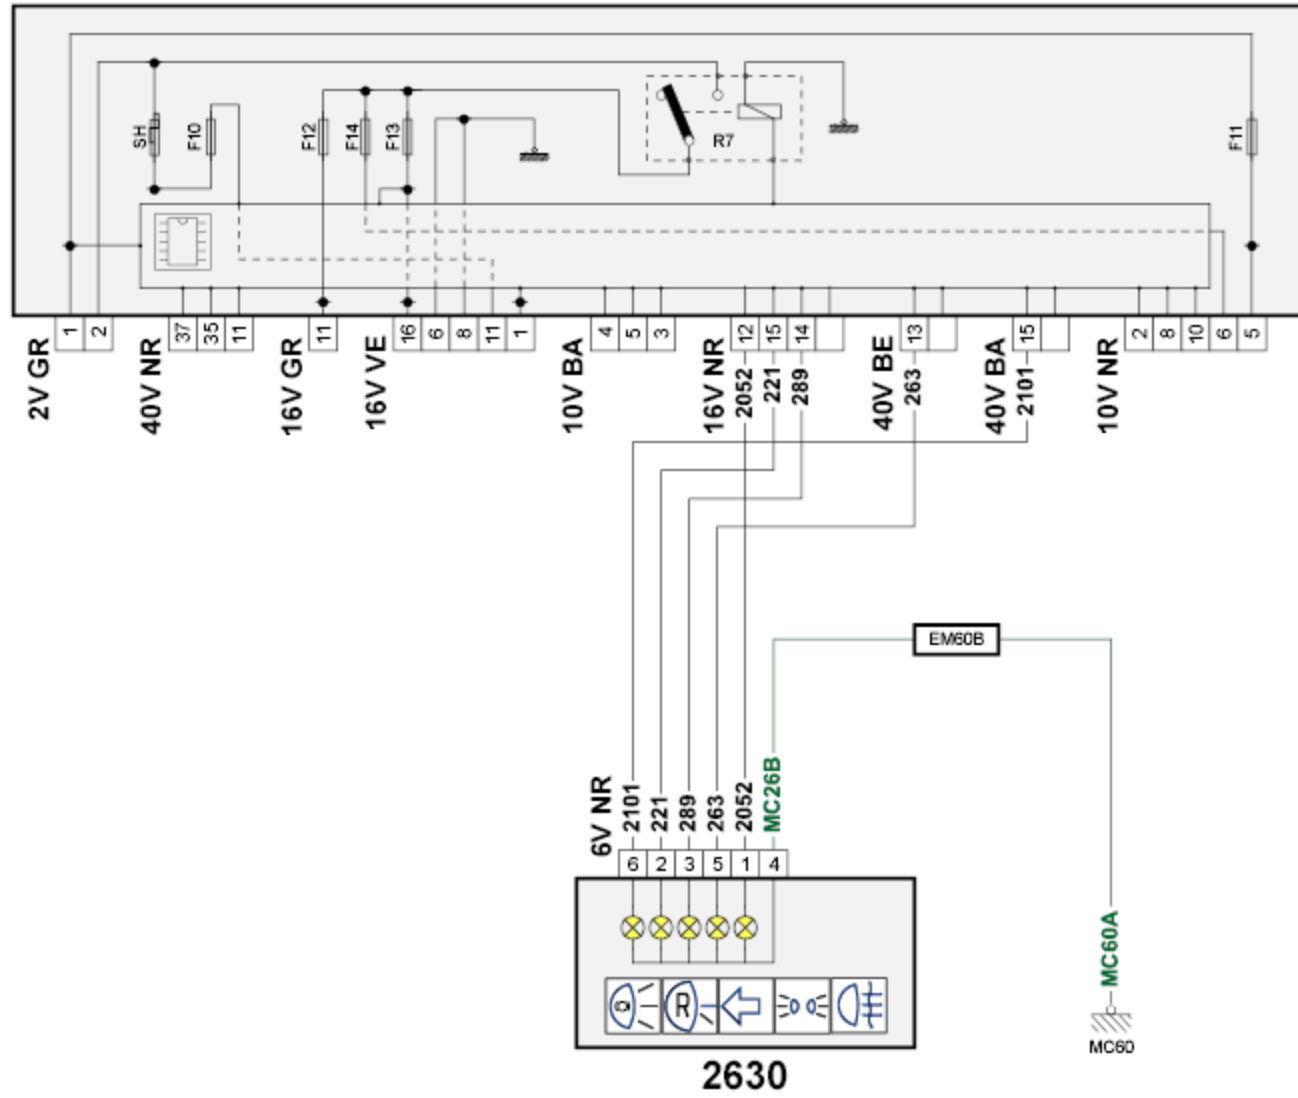 SH
F10
F12
F14
F13
R7
F11
1
2
37
35
11
11
16
6
8
11
1
4
5
3
12
15
14
13
15
2
8
10
6
5
2V GR
40V NR
16V GR
16V VE
10V BA
16V NR
40V BE
40V BA
10V NR
2052
221
289
263
2101
EM60B
6V NR
2101
221
289
263
2052
MC26B
6
2
3
5
1
4
MC60A
R
MC60
2630